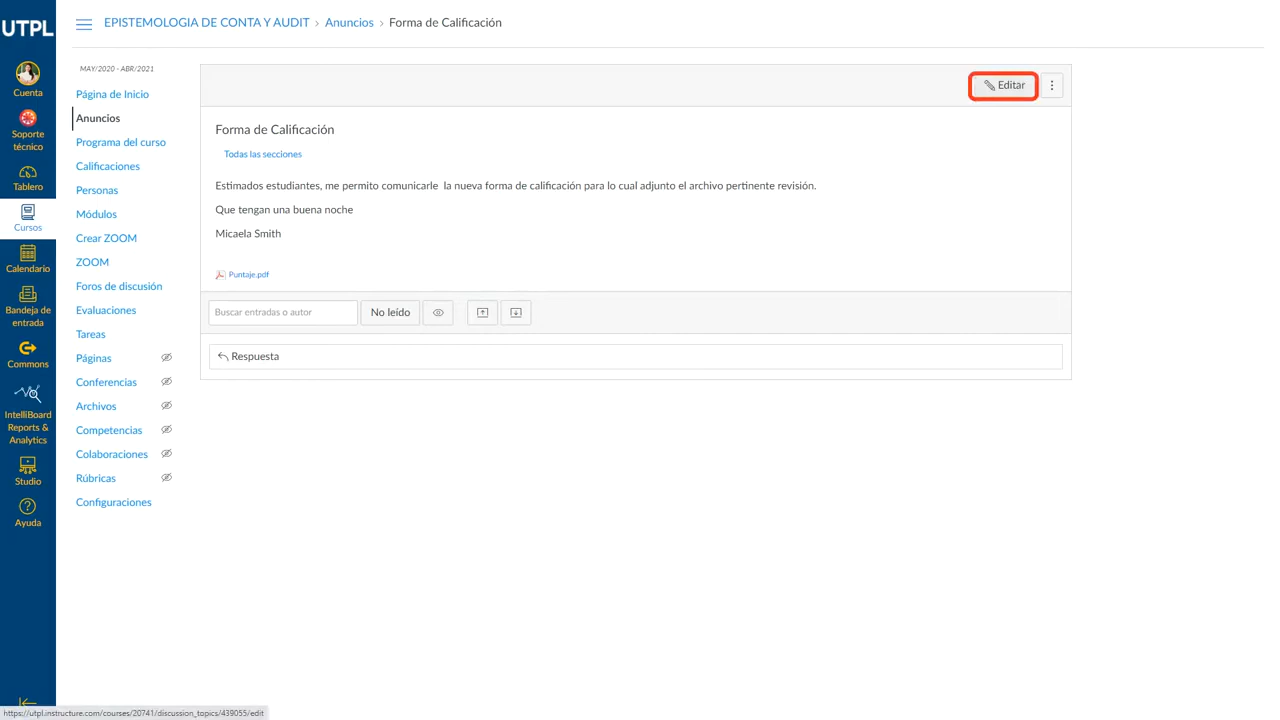 UTPL
Cuenta
Soporte
técnico
Tablero
Cursos
Calendario
Bandeja de
entrada
Commons
IntelliBoard
Reports &
Analytics
Studio
Ayuda
EPISTEMOLOGIA DE CONTA Y AUDIT › Anuncios › Forma de Calificación
MAY/2020 - ABR/2021
Página de Inicio
Anuncios
Programa del curso
Calificaciones
Personas
Módulos
Crear ZOOM
ZOOM
Foros de discusión
Evaluaciones
Tareas
Páginas
Conferencias
Archivos
Competencias
Colaboraciones
Rúbricas
Configuraciones
Editar
Forma de Calificación
Todas las secciones
Estimados estudiantes, me permito comunicarle la nueva forma de calificación para lo cual adjunto el archivo pertinente revisión.
Que tengan una buena noche
Micaela Smith
Puntaje.pdf
Buscar entradas o autor
No leído
Respuesta
https://utpl.instructure.com/courses/20741/discussion_topics/439055/edit